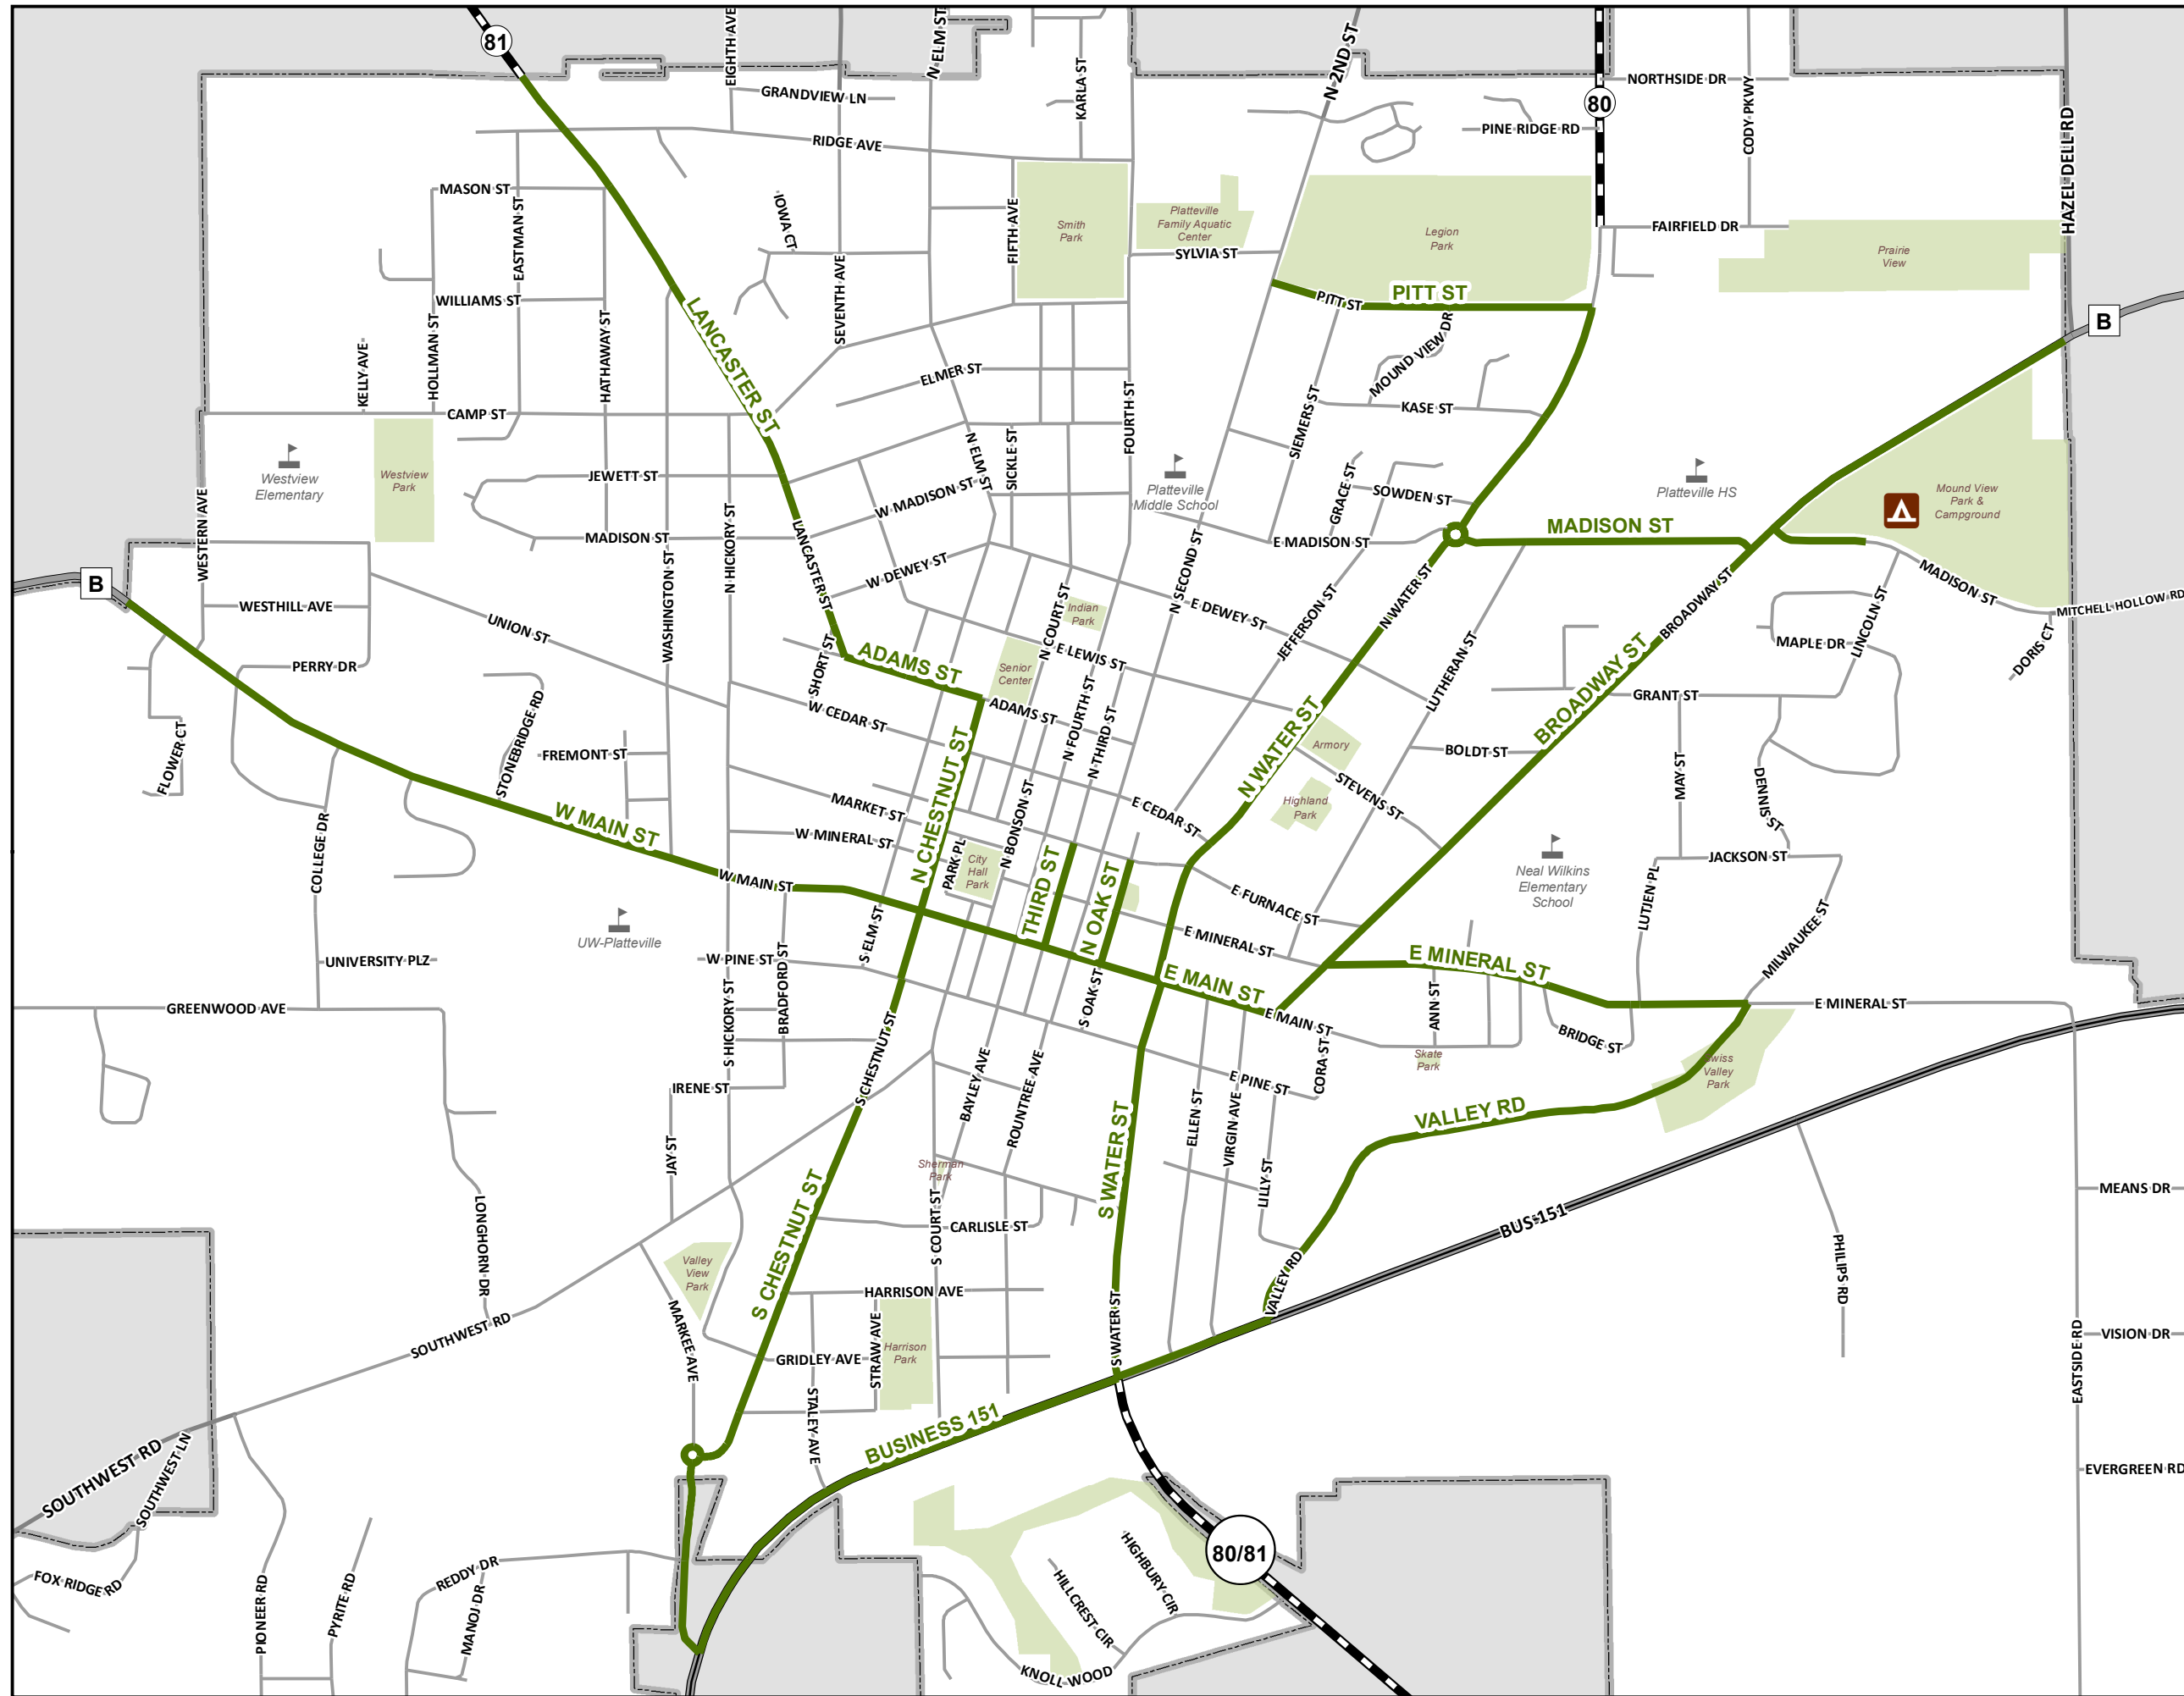 81
EIGHTH AVE
N ELM ST
KARLA ST
N 2ND ST
80
NORTHSIDE DR
CODY PKWY
HAZEL DELL RD
GRANDVIEW LN
RIDGE AVE
PINE RIDGE RD
MASON ST
EASTMAN ST
IOWA CT
SEVENTH AVE
FIFTH AVE
Smith
Park
Platteville
Family Aquatic
Center
SYLVIA ST
Legion
Park
FAIRFIELD DR
Prairie
View
WILLIAMS ST
HOLLMAN ST
HATHAWAY ST
KELLY AVE
LANCASTER ST
PITT ST
PITT ST
B
MOUND VIEW DR
ELMER ST
FOURTH ST
SIEMERS ST
KASE ST
CAMP ST
Westview
Elementary
Westview
Park
JEWETT ST
N ELM ST
SICKLE ST
W MADISON ST
Platteville
Middle School
GRACE ST
SOWDEN ST
Platteville HS
Mound View
Park &
Campground
WESTERN AVE
MADISON ST
WASHINGTON ST
N HICKORY ST
LANCASTER ST
W DEWEY ST
E MADISON ST
MADISON ST
B
WESTHILL AVE
UNION ST
PERRY DR
SHORT ST
ADAMS ST
Senior
Center
Indian
Park
N COURT ST
E LEWIS ST
N SECOND ST
E DEWEY ST
JEFFERSON ST
N WATER ST
LUTHERAN ST
BROADWAY ST
BROADWAY ST
MADISON ST
MITCHELL HOLLOW RD
LINCOLN ST
MAPLE DR
DORIS CT
GRANT ST
FLOWER CT
STONEBRIDGE RD
FREMONT ST
W CEDAR ST
ADAMS ST
N FOURTH ST
N THIRD ST
N WATER ST
Armory
BOLDT ST
MAY ST
DENNIS ST
W MAIN ST
MARKET ST
W MINERAL ST
N CHESTNUT ST
PARK PL
City
Hall
Park
N BONSON ST
THIRD ST
N OAK ST
E CEDAR ST
Highland
Park
STEVENS ST
Neal Wilkins
Elementary
School
JACKSON ST
LUTJEN PL
MILWAUKEE ST
COLLEGE DR
W MAIN ST
UW-Platteville
UNIVERSITY PLZ
W PINE ST
BRADFORD ST
S ELM ST
S HICKORY ST
E FURNACE ST
E MINERAL ST
E MINERAL ST
E MAIN ST
E MAIN ST
S OAK ST
ANN ST
BRIDGE ST
E MINERAL ST
GREENWOOD AVE
IRENE ST
JAY ST
S CHESTNUT ST
BAYLEY AVE
ROUNTREE AVE
E PINE ST
CORA ST
Skate
Park
Swiss
Valley
Park
VALLEY RD
S WATER ST
ELLEN ST
VIRGIN AVE
LILLY ST
Sherman
Park
S COURT ST
CARLISLE ST
S CHESTNUT ST
LONGHORN DR
Valley
View
Park
MARKEE AVE
HARRISON AVE
STRAW AVE
Harrison
Park
GRIDLEY AVE
STALEY AVE
S WATER ST
VALLEY RD
BUS 151
PHILIPS RD
MEANS DR
VISION DR
EASTSIDE RD
EVERGREEN RD
SOUTHWEST RD
BUSINESS 151
SOUTHWEST RD
SOUTHWEST LN
FOX RIDGE RD
PIONEER RD
PYRITE RD
REDDY DR
MANOJ DR
80/81
HIGHBURY CIR
HILLCREST CIR
KNOLLWOOD